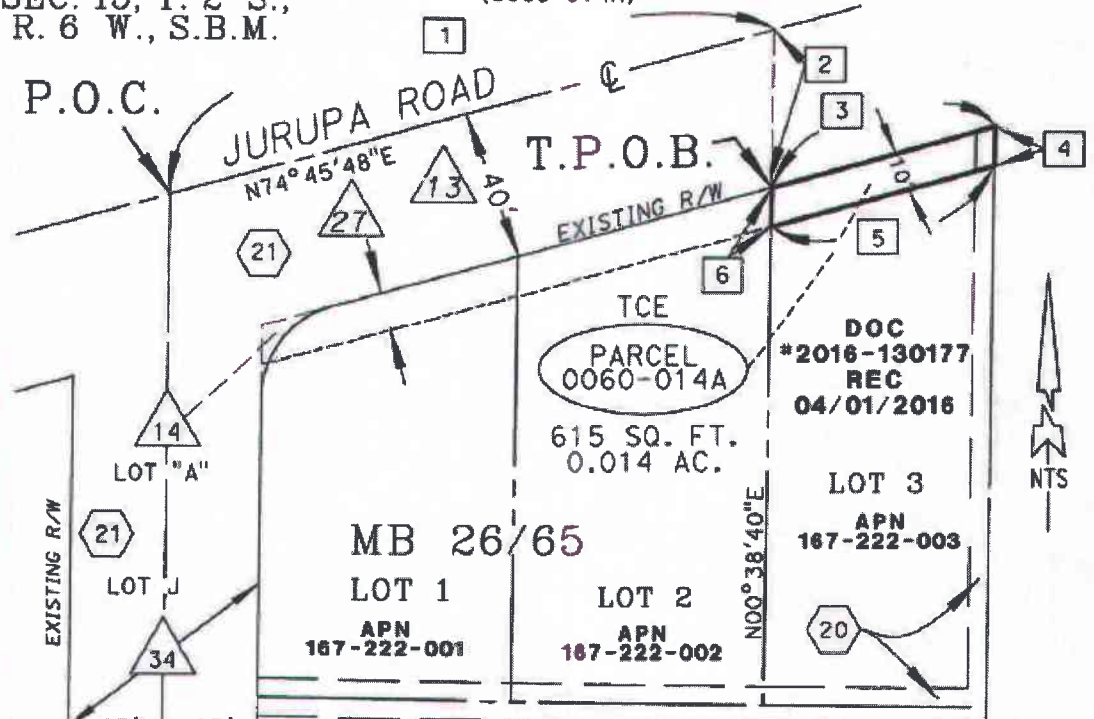 SEC. 15, T. 2 S.,
R. 6 W., S.B.M.
1
P.O.C.
JURUPA ROAD
℄
N74°45'48"E
2
3
T.P.O.B.
4
13
40'
10'
27
EXISTING R/W
21
5
6
TCE
PARCEL
0060-014A
615 SQ. FT.
0.014 AC.
DOC
#2016-130177
REC
04/01/2016
NTS
14
LOT "A"
EXISTING R/W
21
LOT J
34
MB 26/65
LOT 1
APN
167-222-001
LOT 2
APN
167-222-002
N00°38'40"E
LOT 3
APN
167-222-003
20